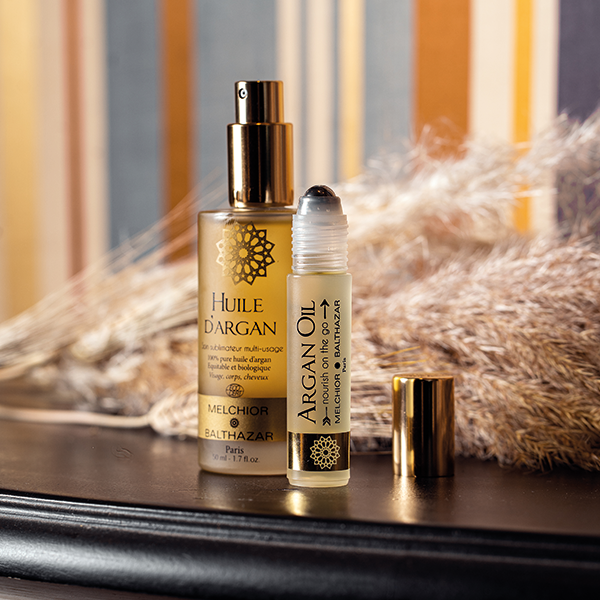 HUILE
D'ARGAN
Soin sublimateur multi-usage
100% pure huile d'argan
Équitable et biologique
Visage, corps, cheveux
MELCHIOR
BALTHAZAR
Paris
50 ml - 1.7 fl.oz.
ARGAN OIL
nourish on the go
MELCHIOR BALTHAZAR
Paris